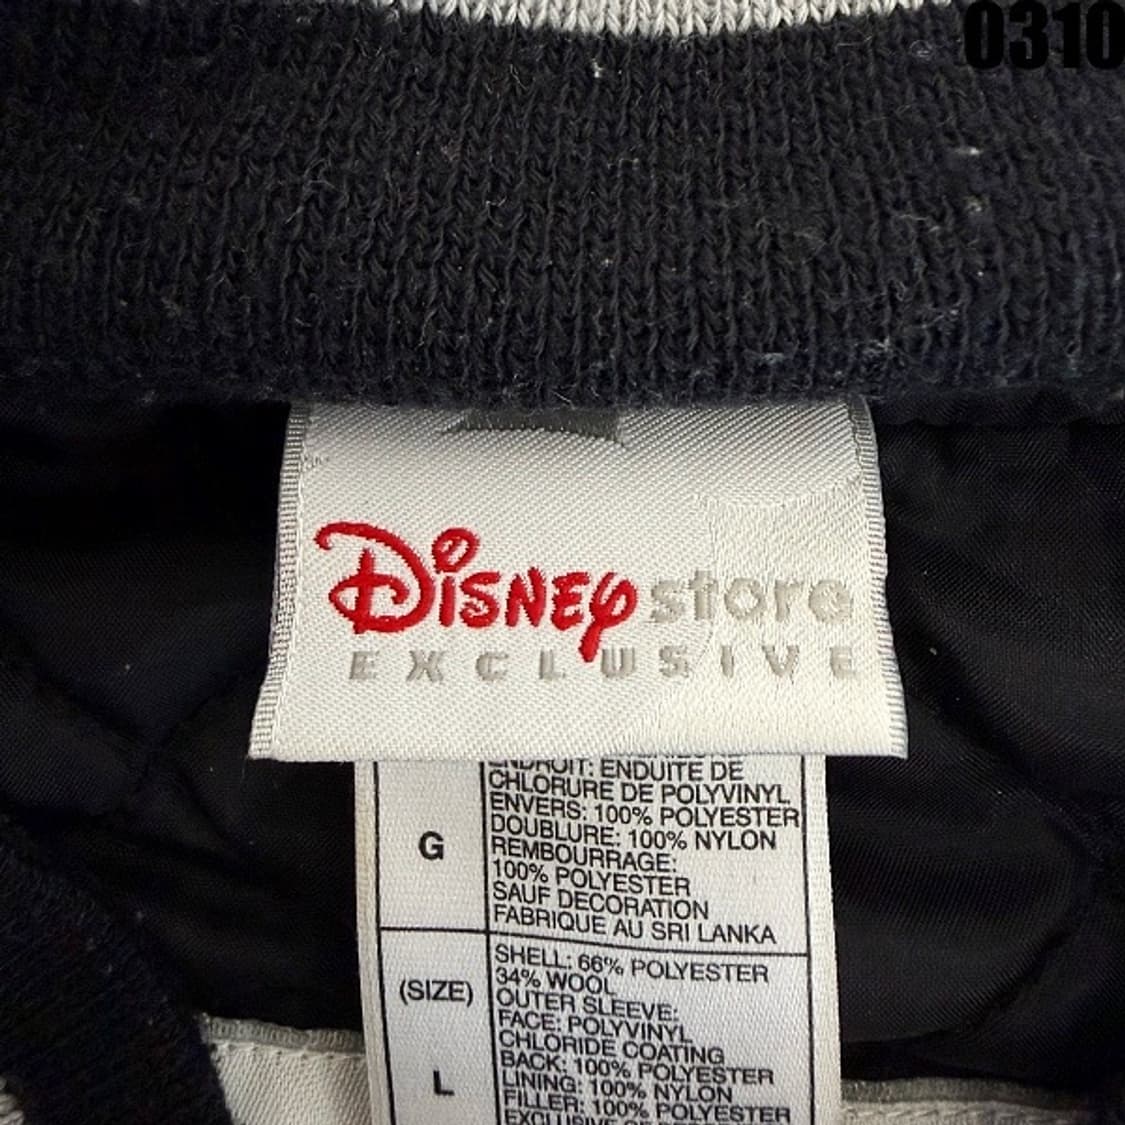 0310
Disney store
EXCLUSIVE
ENDROIT: ENDUITE DE
CHLORURE DE POLYVINYL
ENVERS: 100% POLYESTER
DOUBLURE: 100% NYLON
G
REMBOURRAGE:
100% POLYESTER
SAUF DECORATION
FABRIQUE AU SRI LANKA
SHELL: 66% POLYESTER
34% WOOL
(SIZE)
OUTER SLEEVE:
FACE: POLYVINYL
CHLORIDE COATING
BACK: 100% POLYESTER
L
LINING: 100% NYLON
FILLER: 100% POLYESTER
EXCLUSIVE OF